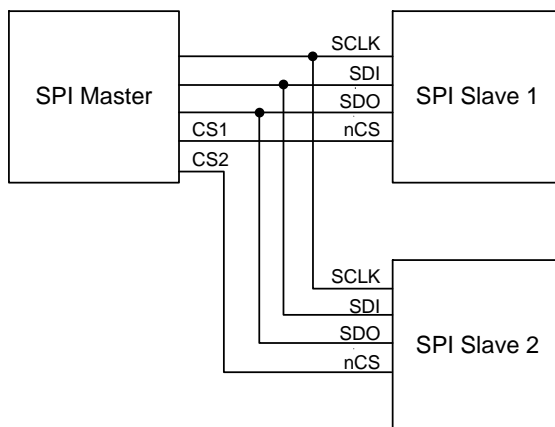 SCLK
SDI
SPI Master
SDO
SPI Slave 1
CS1
nCS
CS2
SCLK
SDI
SDO
SPI Slave 2
nCS